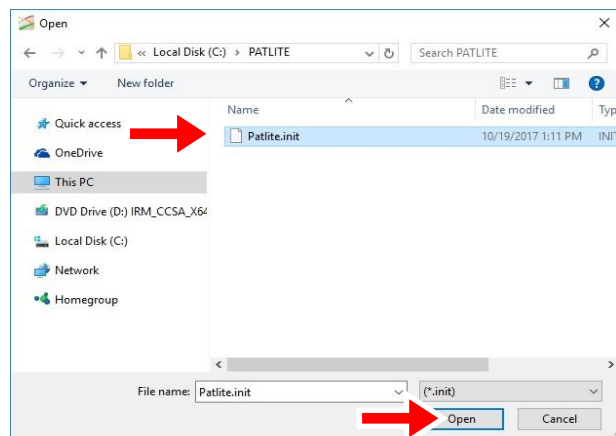 Open
« Local Disk (C:) > PATLITE
Search PATLITE
Organize
New folder
Name
Date modified
Typ
Quick access
Patlite.init
10/19/2017 1:11 PM
INIT
OneDrive
This PC
DVD Drive (D:) IRM_CCSA_X64
Local Disk (C:)
Network
Homegroup
File name:
Patlite.init
(*.init)
Open
Cancel